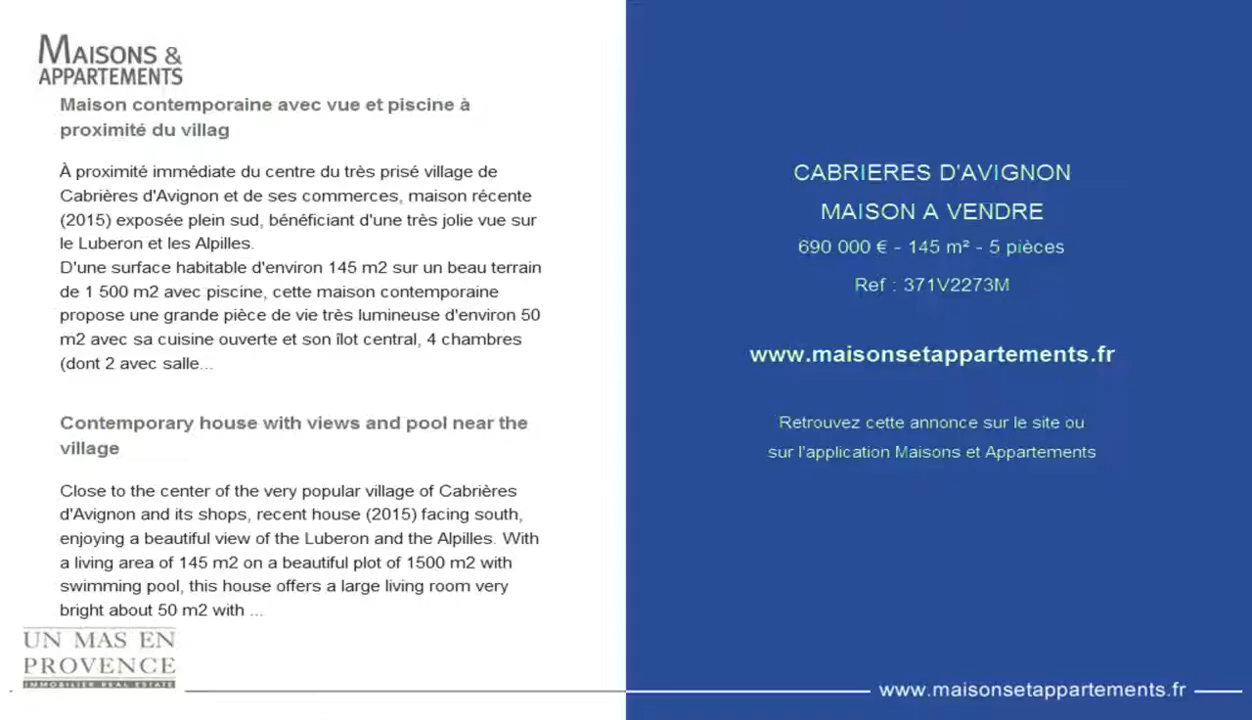 MAISONS &
APPARTEMENTS
Maison contemporaine avec vue et piscine à
proximité du villag
À proximité immédiate du centre du très prisé village de
Cabrières d'Avignon et de ses commerces, maison récente
(2015) exposée plein sud, bénéficiant d'une très jolie vue sur
le Luberon et les Alpilles.
D'une surface habitable d'environ 145 m2 sur un beau terrain
de 1 500 m2 avec piscine, cette maison contemporaine
propose une grande pièce de vie très lumineuse d'environ 50
m2 avec sa cuisine ouverte et son îlot central, 4 chambres
(dont 2 avec salle...
Contemporary house with views and pool near the
village
Close to the center of the very popular village of Cabrières
d'Avignon and its shops, recent house (2015) facing south,
enjoying a beautiful view of the Luberon and the Alpilles. With
a living area of 145 m2 on a beautiful plot of 1500 m2 with
swimming pool, this house offers a large living room very
bright about 50 m2 with ...
UN MAS EN
PROVENCE
IMMOBILIER REAL ESTATE
CABRIERES D'AVIGNON
MAISON A VENDRE
690 000 € - 145 m² - 5 pièces
Ref : 371V2273M
www.maisonsetappartements.fr
Retrouvez cette annonce sur le site ou
sur l'application Maisons et Appartements
www.maisonsetappartements.fr